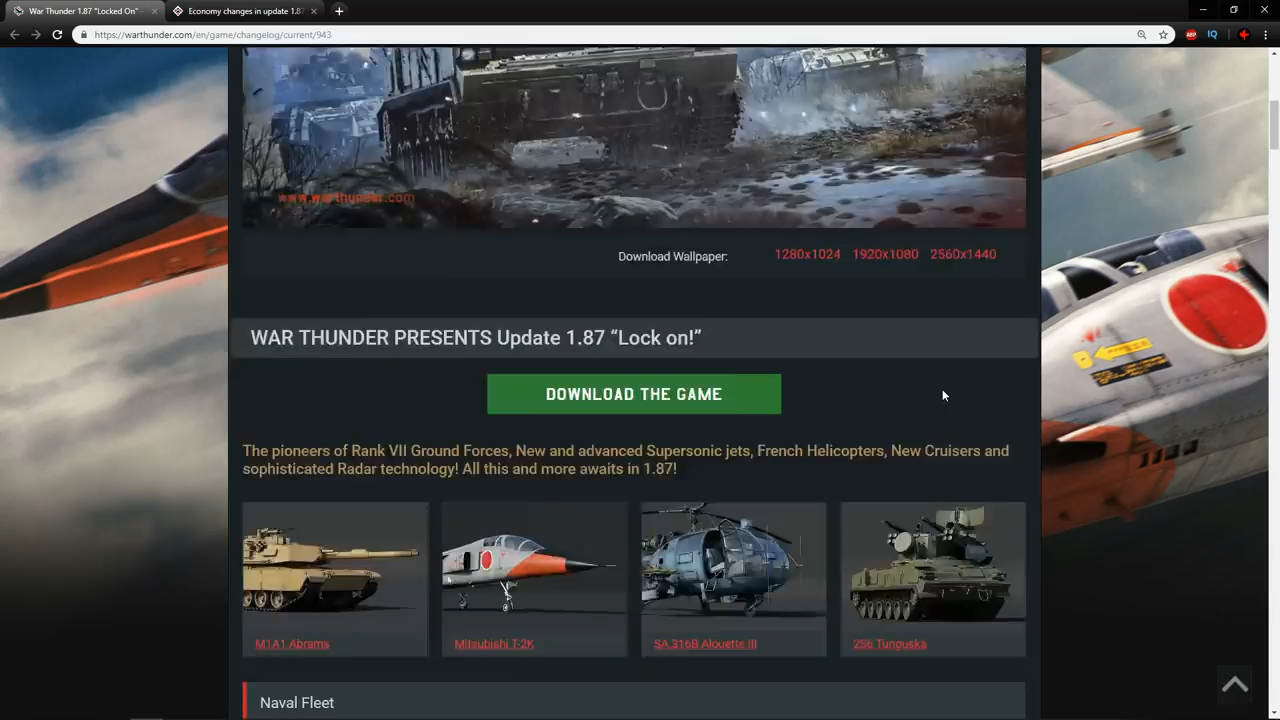 War Thunder 1.87 "Locked On" -
Economy changes in update 1.87
https://warthunder.com/en/game/changelog/current/943
ABP
IQ
www.warthunder.com
Download Wallpaper:
1280x1024 1920x1080 2560x1440
WAR THUNDER PRESENTS Update 1.87 “Lock on!”
DOWNLOAD THE GAME
The pioneers of Rank VII Ground Forces, New and advanced Supersonic jets, French Helicopters, New Cruisers and
sophisticated Radar technology! All this and more awaits in 1.87!
M1A1 Abrams
Mitsubishi T-2K
SA.316B Alouette III
2S6 Tunguska
Naval Fleet